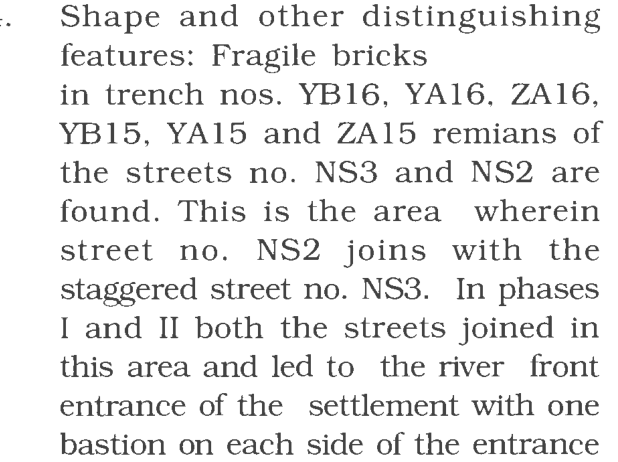 . Shape and other distinguishing
features: Fragile bricks
in trench nos. YB16, YA16, ZA16,
YB15, YA15 and ZA15 remians of
the streets no. NS3 and NS2 are
found. This is the area wherein
street no. NS2 joins with the
staggered street no. NS3. In phases
I and II both the streets joined in
this area and led to the river front
entrance of the settlement with one
bastion on each side of the entrance